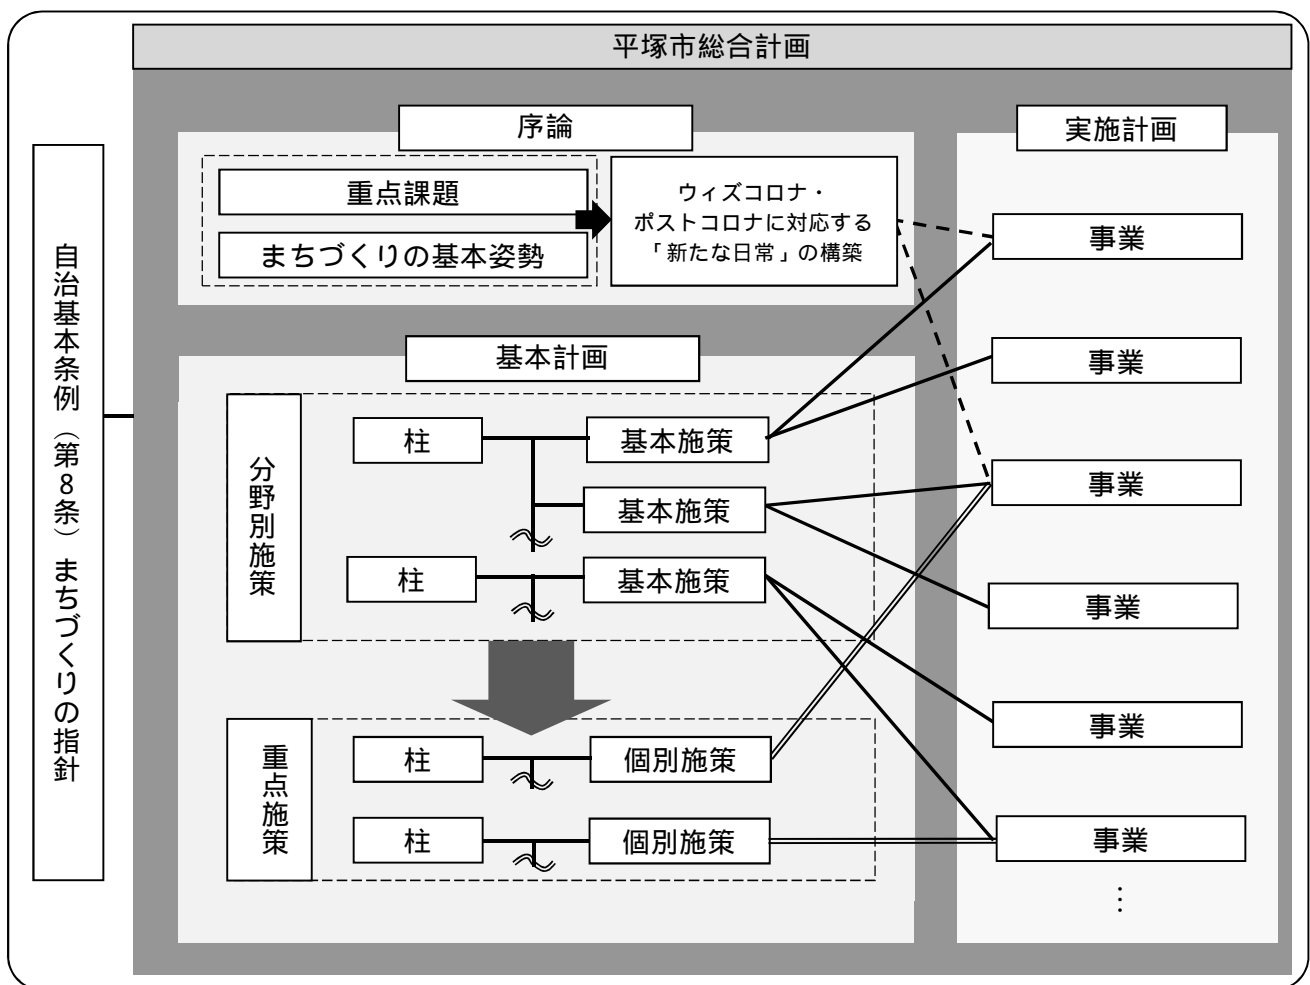 平塚市総合計画
自治基本条例（第８条）まちづくりの指針
序論
重点課題
まちづくりの基本姿勢
ウィズコロナ・
ポストコロナに対応する
「新たな日常」の構築
基本計画
分野別施策
柱
基本施策
基本施策
柱
基本施策
重点施策
柱
個別施策
柱
個別施策
実施計画
事業
事業
事業
事業
事業
事業
⋮